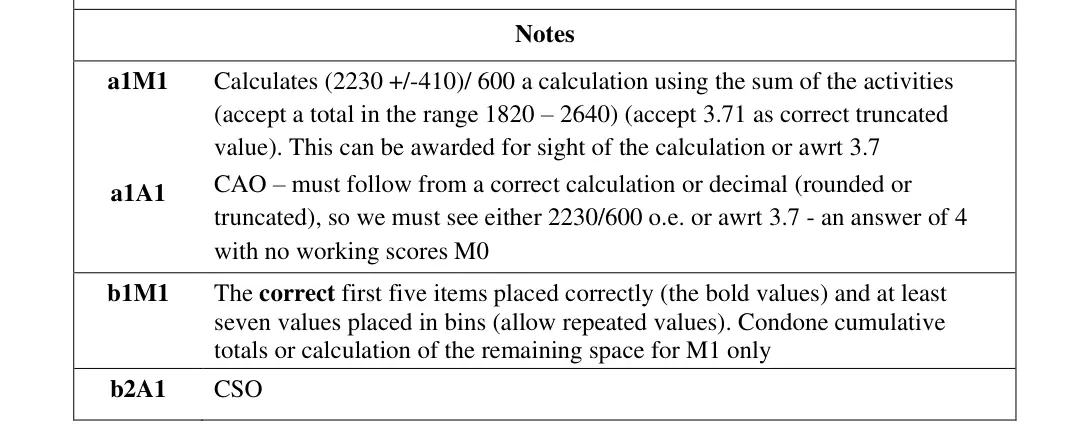 Notes
a1M1 Calculates (2230 +/-410)/ 600 a calculation using the sum of the activities
(accept a total in the range 1820 – 2640) (accept 3.71 as correct truncated
value). This can be awarded for sight of the calculation or awrt 3.7
a1A1 CAO – must follow from a correct calculation or decimal (rounded or
truncated), so we must see either 2230/600 o.e. or awrt 3.7 - an answer of 4
with no working scores M0
b1M1 The correct first five items placed correctly (the bold values) and at least
seven values placed in bins (allow repeated values). Condone cumulative
totals or calculation of the remaining space for M1 only
b2A1 CSO